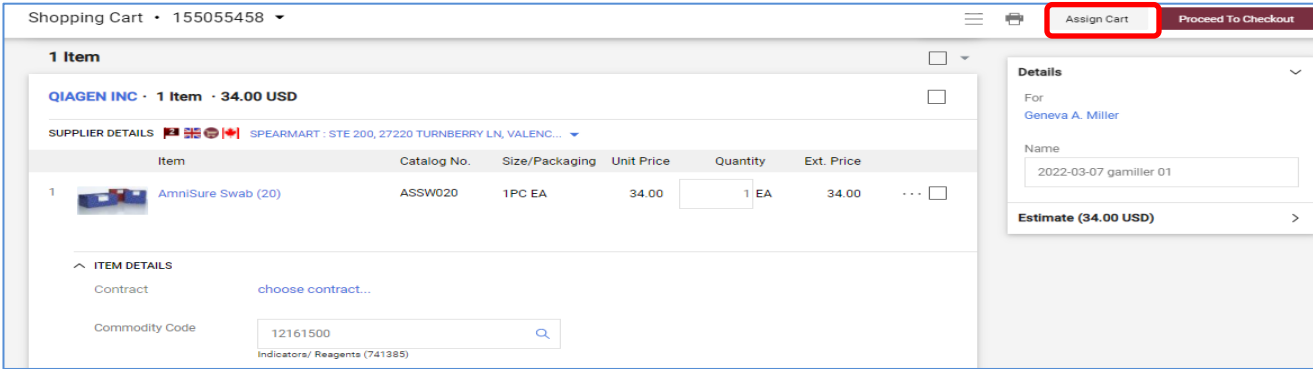 Shopping Cart • 155055458
Assign Cart
Proceed To Checkout
1 Item
QIAGEN INC · 1 Item · 34.00 USD
SUPPLIER DETAILS SPEARMART : STE 200, 27220 TURNBERRY LN, VALENC...
Item Catalog No. Size/Packaging Unit Price Quantity Ext. Price
1 AmniSure Swab (20) ASSW020 1PC EA 34.00 1 EA 34.00 ...
ITEM DETAILS
Contract choose contract...
Commodity Code 12161500
Indicators/ Reagents (741385)
Details
For
Geneva A. Miller
Name
2022-03-07 gamiller 01
Estimate (34.00 USD)